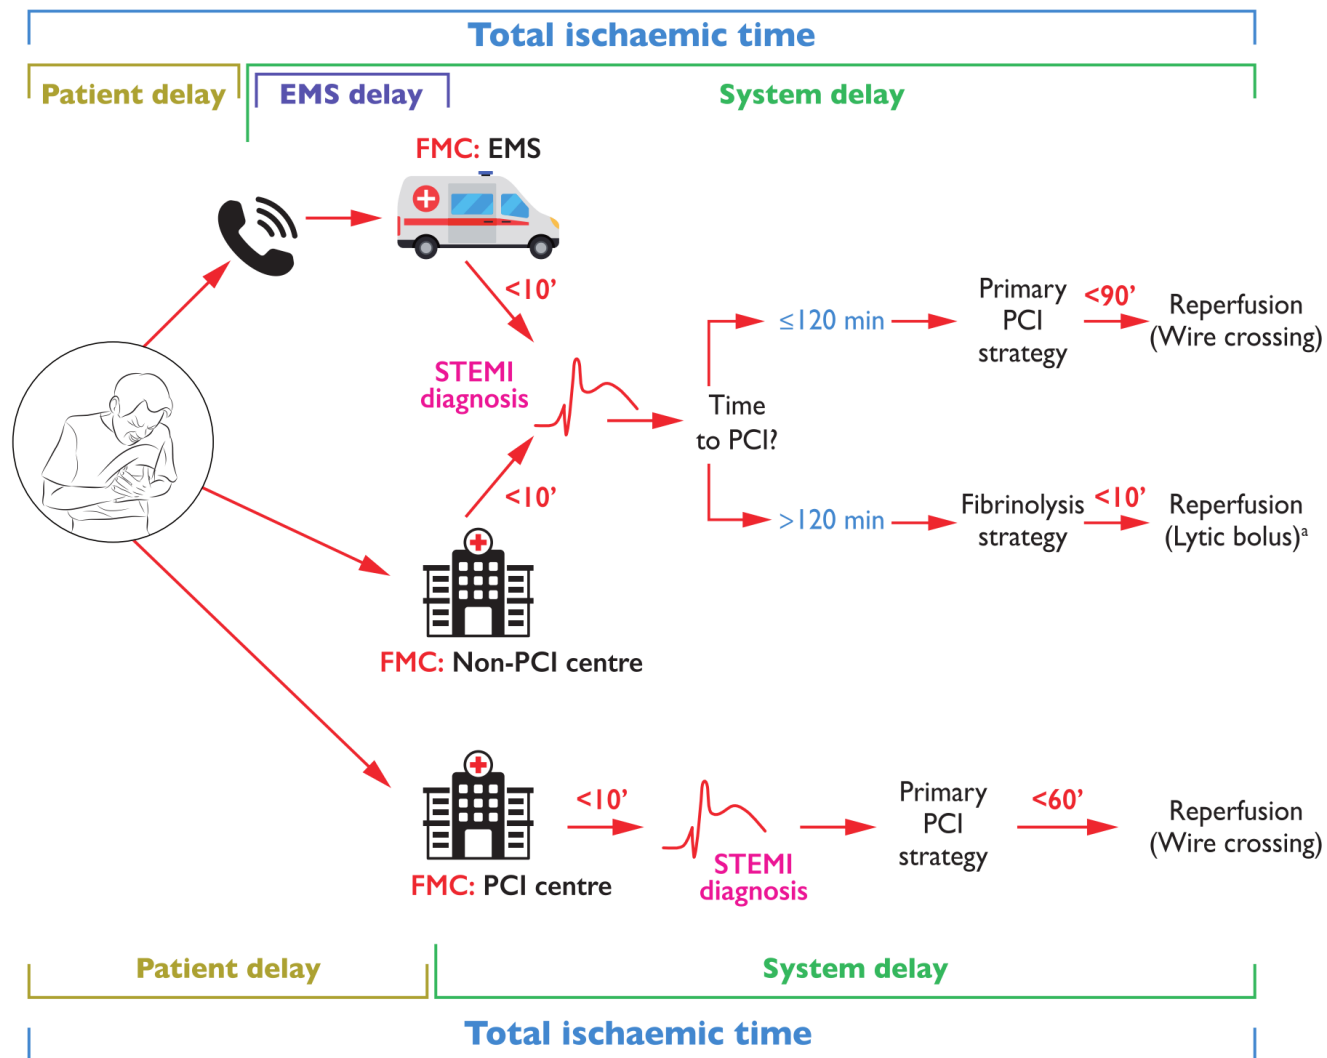 Total ischaemic time
Patient delay
EMS delay
System delay
FMC: EMS
<10’
STEMI
diagnosis
<10’
Time
to PCI?
≤120 min
Primary
PCI
strategy
<90’
Reperfusion
(Wire crossing)
>120 min
Fibrinolysis
strategy
<10’
Reperfusion
(Lytic bolus)a
FMC: Non-PCI centre
FMC: PCI centre
<10’
STEMI
diagnosis
Primary
PCI
strategy
<60’
Reperfusion
(Wire crossing)
Patient delay
System delay
Total ischaemic time